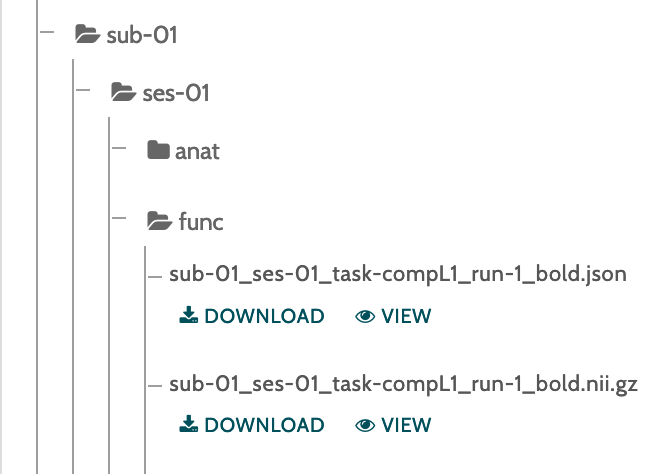 sub-01
ses-01
anat
func
sub-01_ses-01_task-compL1_run-1_bold.json
DOWNLOAD VIEW
sub-01_ses-01_task-compL1_run-1_bold.nii.gz
DOWNLOAD VIEW